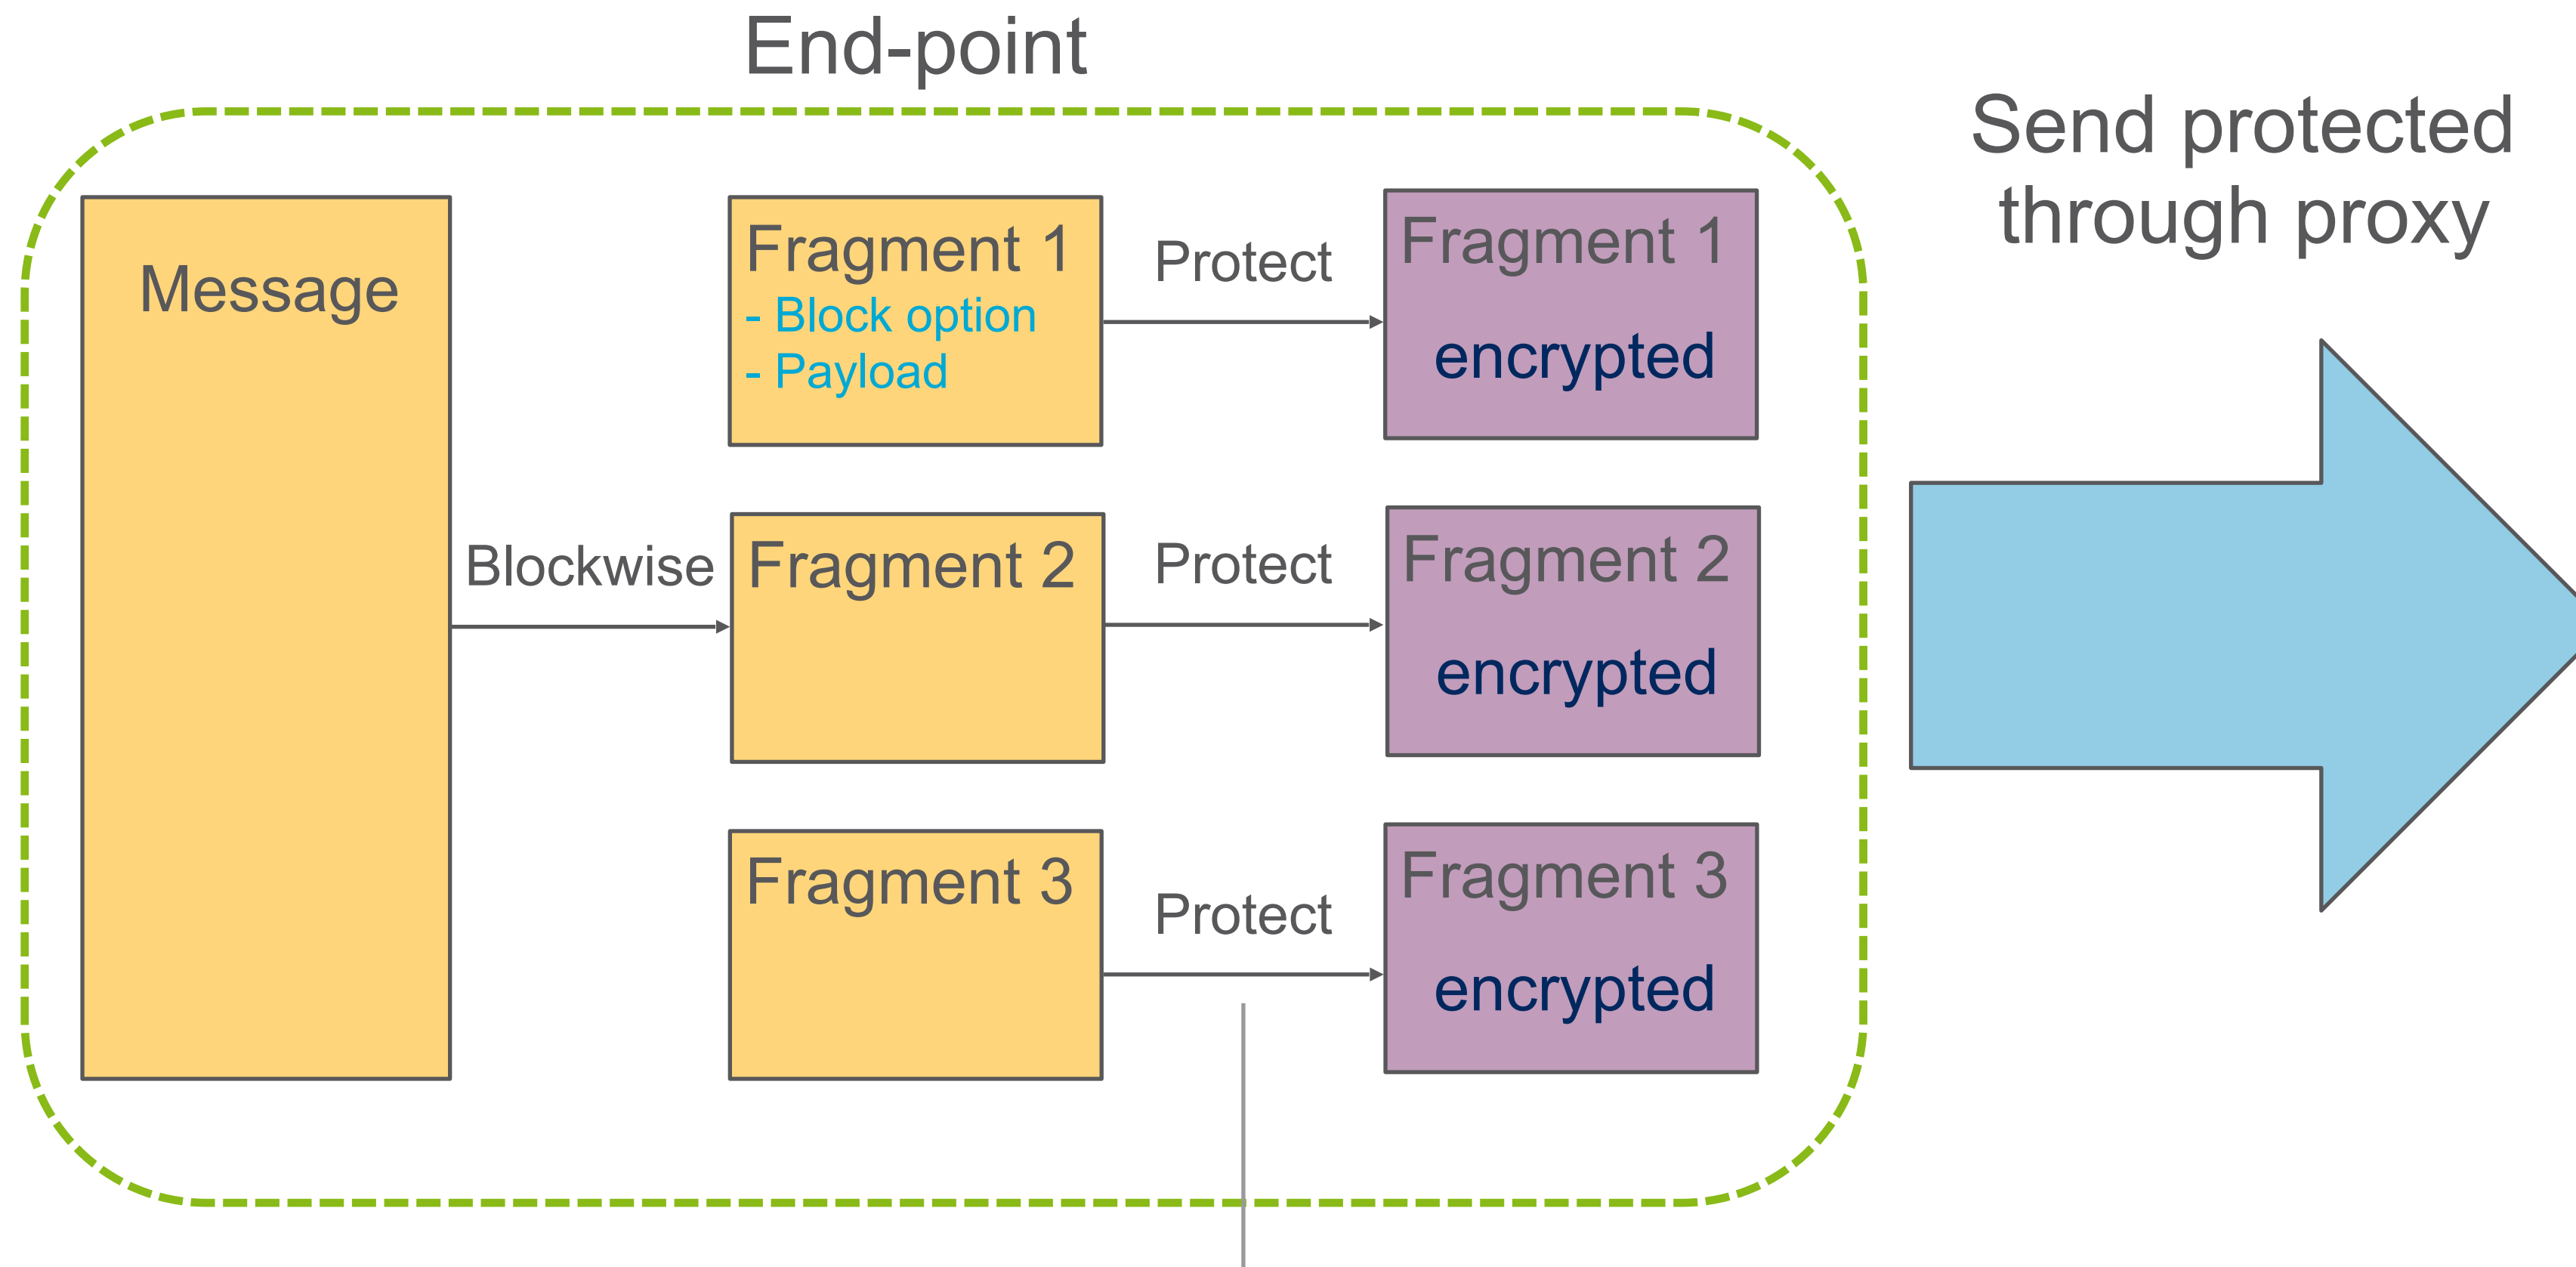 End-point
Send protected
through proxy
Message
Blockwise
Fragment 1
- Block option
- Payload
Protect
Fragment 1
encrypted
Fragment 2
Protect
Fragment 2
encrypted
Fragment 3
Protect
Fragment 3
encrypted